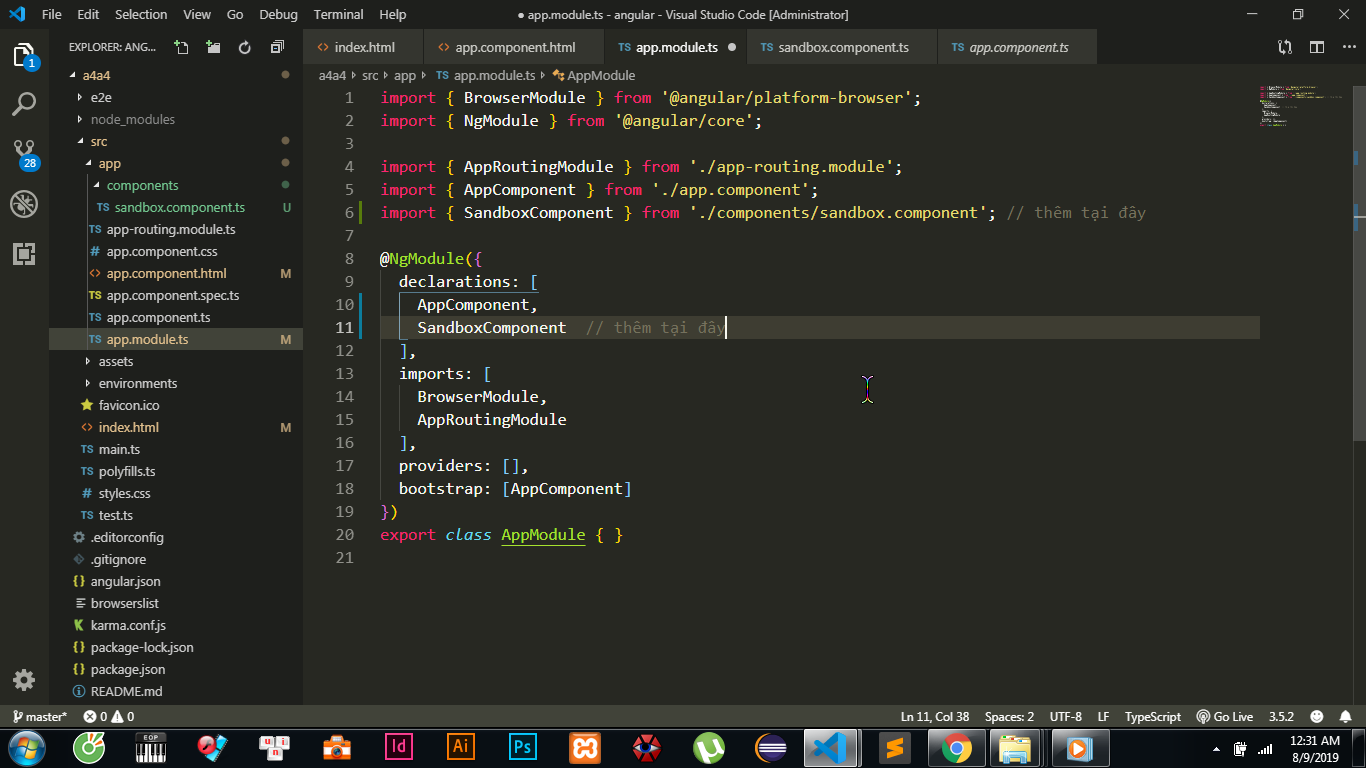 File Edit Selection View Go Debug Terminal Help ● app.module.ts - angular - Visual Studio Code [Administrator]
EXPLORER: ANG...
<> index.html <> app.component.html TS app.module.ts ● TS sandbox.component.ts TS app.component.ts
a4a4 src app TS app.module.ts AppModule
1
28
a4a4
e2e
node_modules
src
app
components
TS sandbox.component.ts U
TS app-routing.module.ts
# app.component.css
<> app.component.html M
TS app.component.spec.ts
TS app.component.ts
TS app.module.ts M
assets
environments
favicon.ico
<> index.html M
TS main.ts
TS polyfills.ts
# styles.css
TS test.ts
.editorconfig
.gitignore
{} angular.json
browserslist
karma.conf.js
{} package-lock.json
{} package.json
README.md
1 import { BrowserModule } from '@angular/platform-browser';
2 import { NgModule } from '@angular/core';
3
4 import { AppRoutingModule } from './app-routing.module';
5 import { AppComponent } from './app.component';
6 import { SandboxComponent } from './components/sandbox.component'; // thêm tại đây
7
8 @NgModule({
9 declarations: [
10 AppComponent,
11 SandboxComponent // thêm tại đây
12 ],
13 imports: [
14 BrowserModule,
15 AppRoutingModule
16 ],
17 providers: [],
18 bootstrap: [AppComponent]
19 })
20 export class AppModule { }
21
master* 0 0 Ln 11, Col 38 Spaces: 2 UTF-8 LF TypeScript Go Live 3.5.2
EOP Id Ai Ps
12:31 AM
8/9/2019